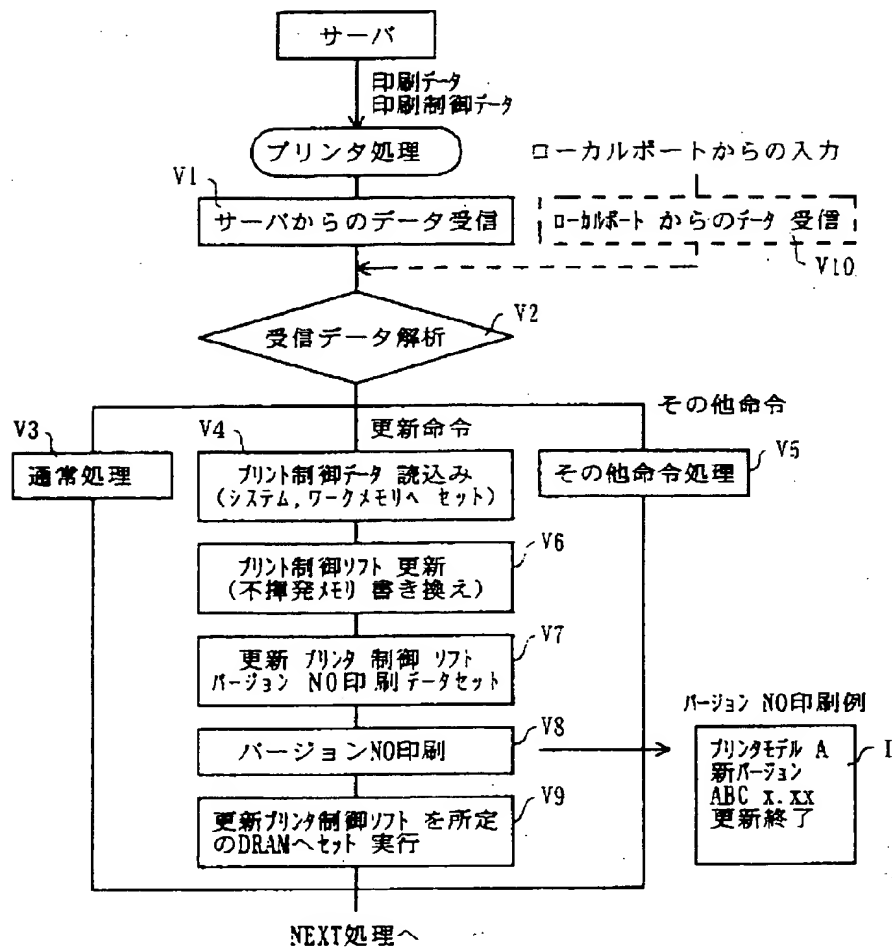 サーバ
印刷データ
印刷制御データ
プリンタ処理
ローカルポートからの入力
V1
サーバからのデータ受信
ローカルポート からのデータ 受信
V10
V2
受信データ解析
その他命令
V3
V4
更新命令
V5
通常処理
プリント制御データ 読込み
(システム,ワークメモリへ セット)
その他命令処理
V6
プリント制御ソフト 更新
(不揮発メモリ 書き換え)
V7
更新 プリンタ 制御 ソフト
バージョン NO印刷データセット
バージョン NO印刷例
V8
バージョンNO印刷
プリンタモデル A
新バージョン
ABC x.xx
更新終了
I
V9
更新プリンタ制御ソフト を所定
のDRAMへセット 実行
NEXT処理へ